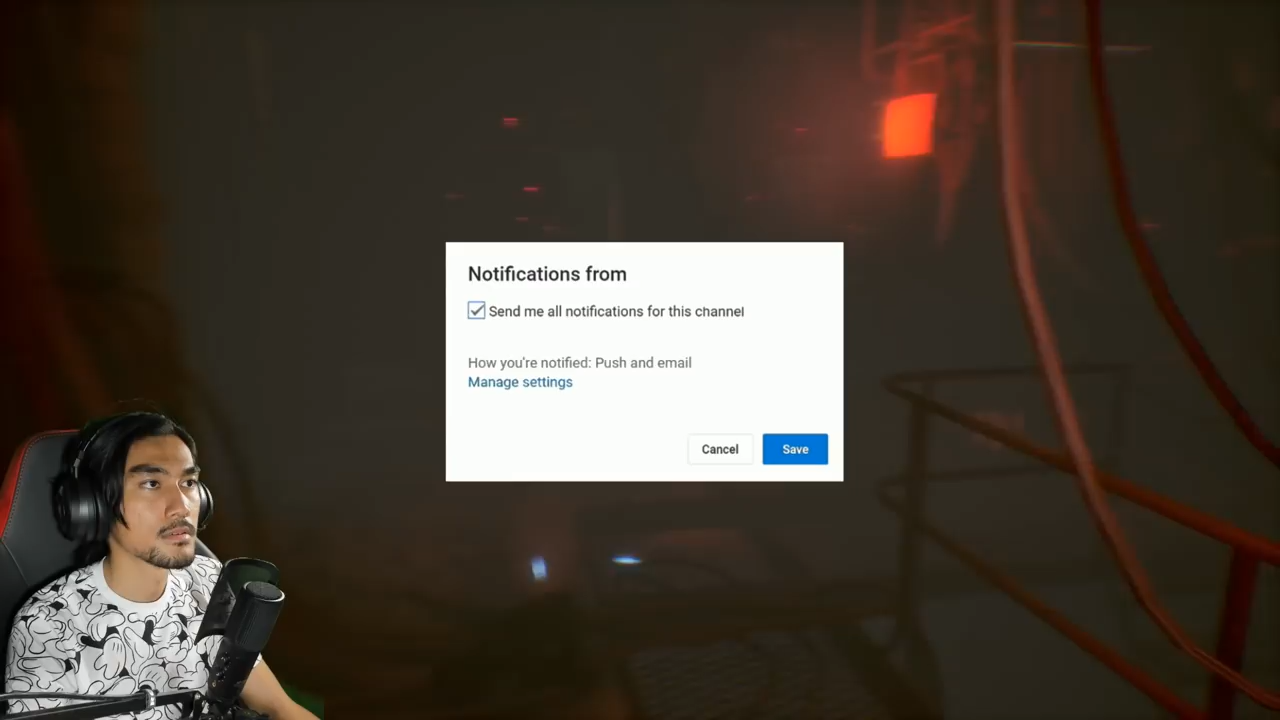 Notifications from
Send me all notifications for this channel
How you're notified: Push and email
Manage settings
Cancel
Save